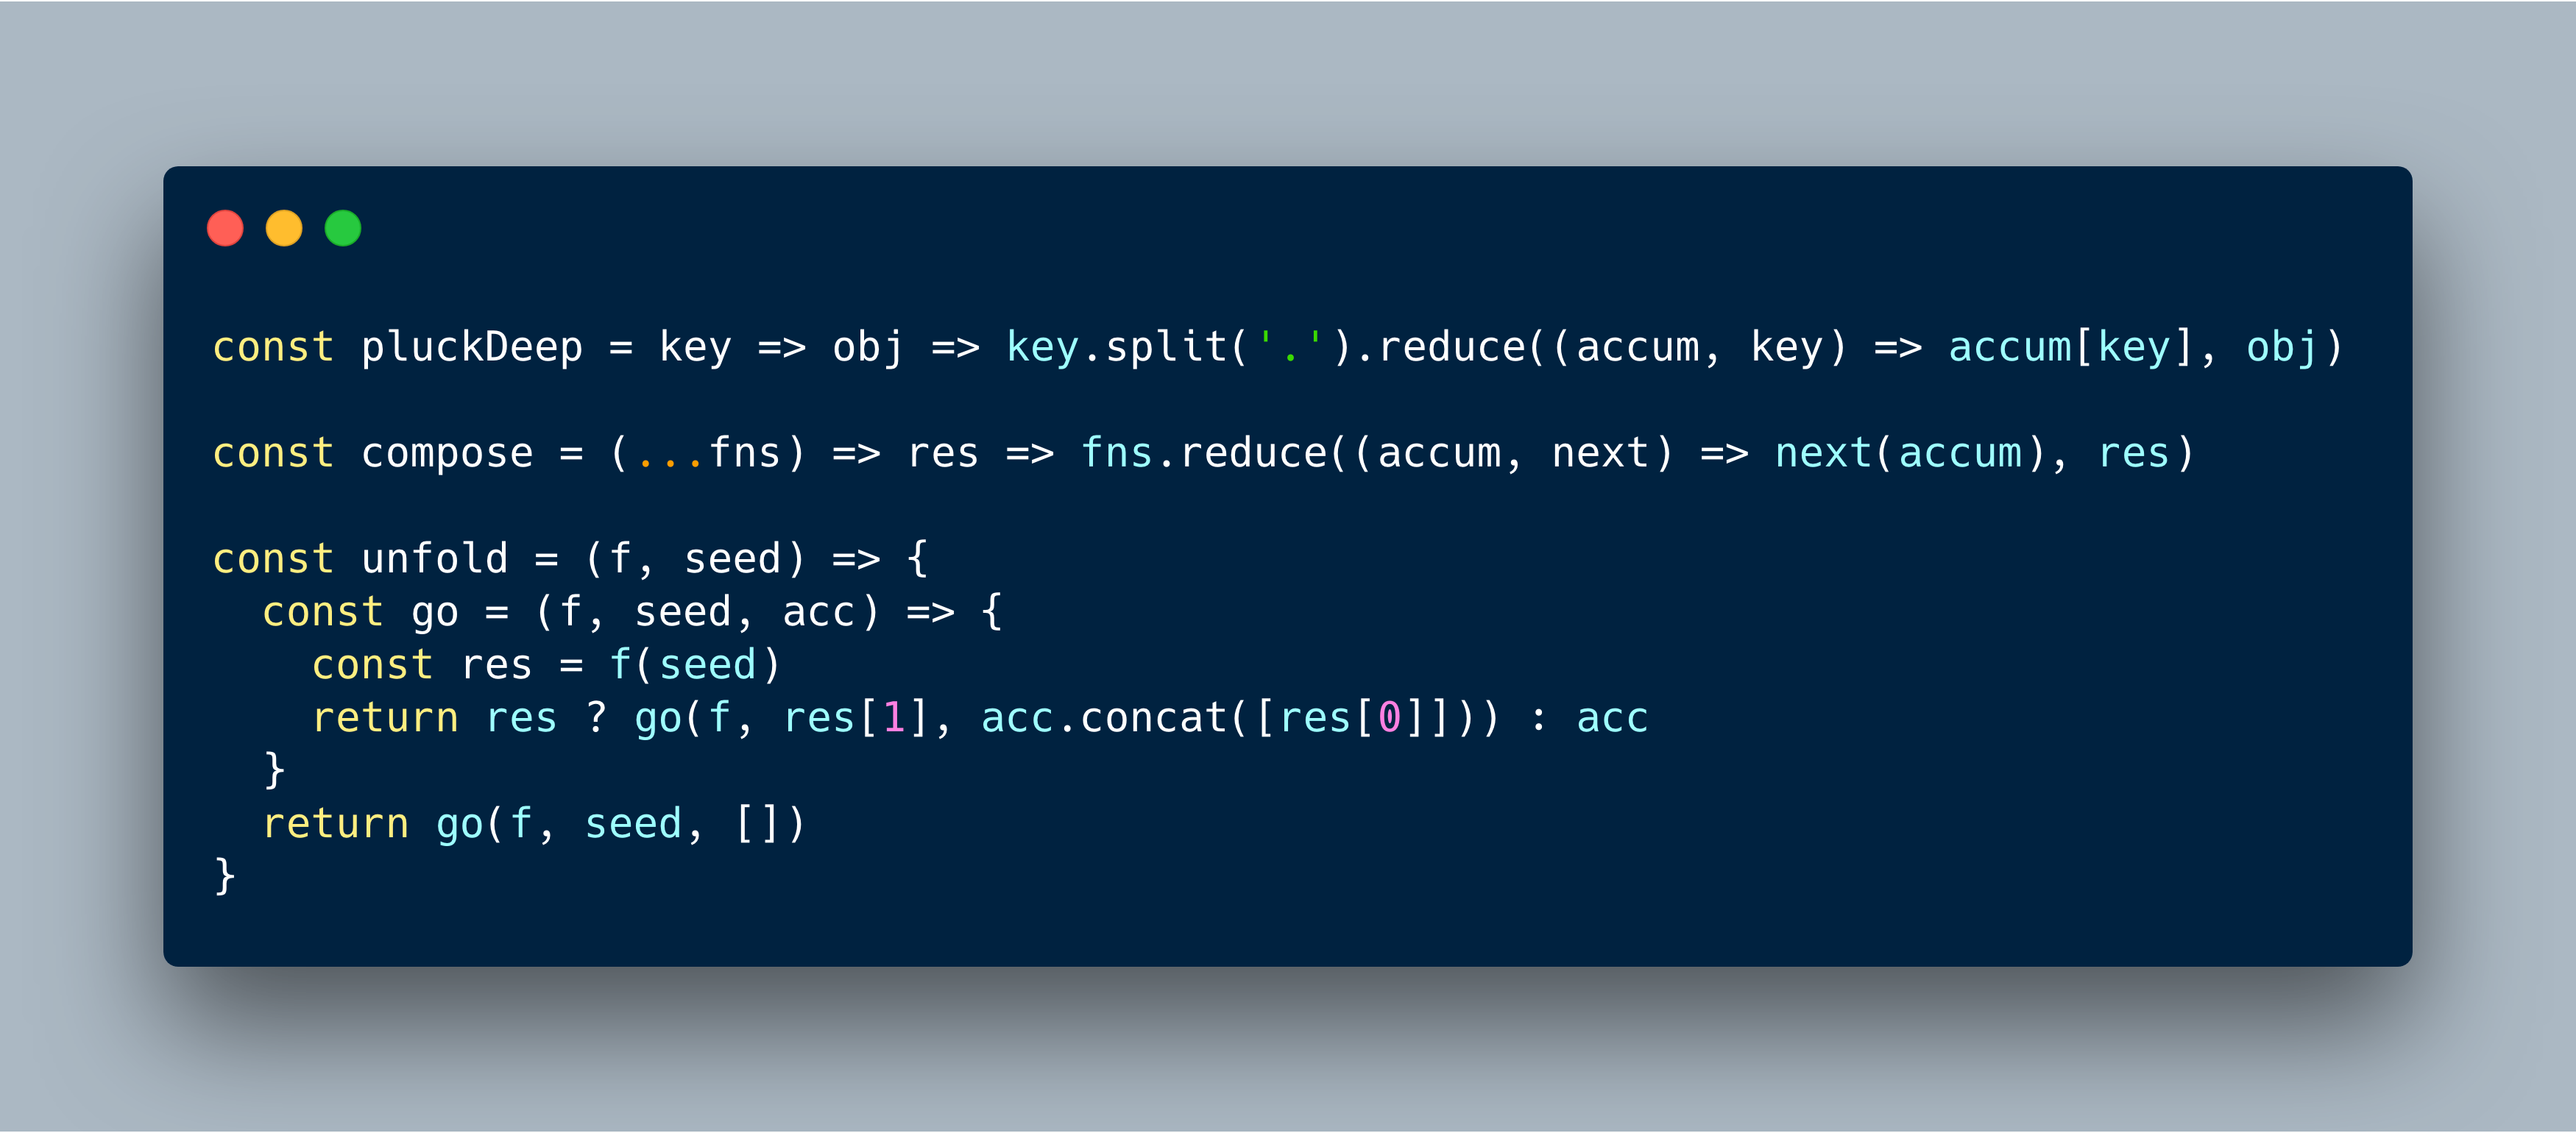 const pluckDeep = key => obj => key.split('.').reduce((accum, key) => accum[key], obj)
const compose = (...fns) => res => fns.reduce((accum, next) => next(accum), res)
const unfold = (f, seed) => {
  const go = (f, seed, acc) => {
    const res = f(seed)
    return res ? go(f, res[1], acc.concat([res[0]])) : acc
  }
  return go(f, seed, [])
}